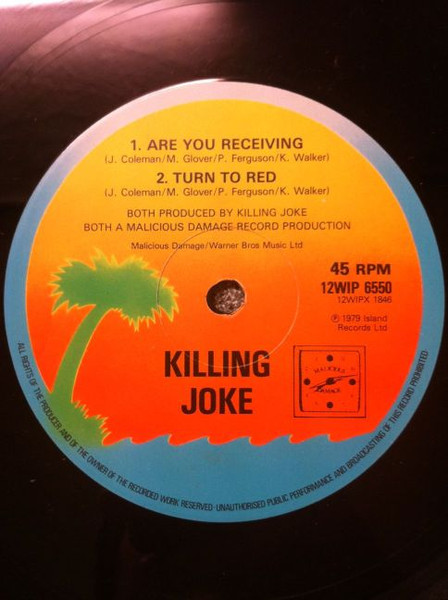 1. ARE YOU RECEIVING
(J. Coleman/M. Glover/P. Ferguson/K. Walker)
2. TURN TO RED
(J. Coleman/M. Glover/P. Ferguson/K. Walker)
BOTH PRODUCED BY KILLING JOKE
BOTH A MALICIOUS DAMAGE RECORD PRODUCTION
Malicious Damage/Warner Bros Music Ltd
45 RPM
12WIP 6550
12WIPX 1846
Ⓟ 1979 Island
Records Ltd
KILLING
JOKE
MALICIOUS
DAMAGE
ALL RIGHTS OF THE PRODUCER AND OF THE OWNER OF THE RECORDED WORK RESERVED · UNAUTHORISED PUBLIC PERFORMANCE AND BROADCASTING OF THIS RECORD PROHIBITED